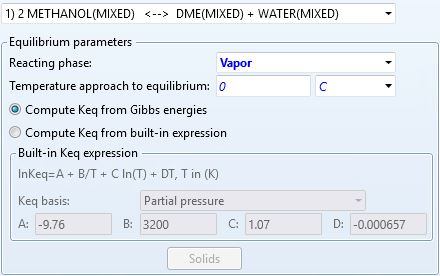 1) 2 METHANOL(MIXED) <--> DME(MIXED) + WATER(MIXED)
Equilibrium parameters
Reacting phase: Vapor
Temperature approach to equilibrium: 0 C
Compute Keq from Gibbs energies
Compute Keq from built-in expression
Built-in Keq expression
lnKeq=A + B/T + C ln(T) + DT, T in (K)
Keq basis: Partial pressure
A: -9.76 B: 3200 C: 1.07 D: -0.000657
Solids